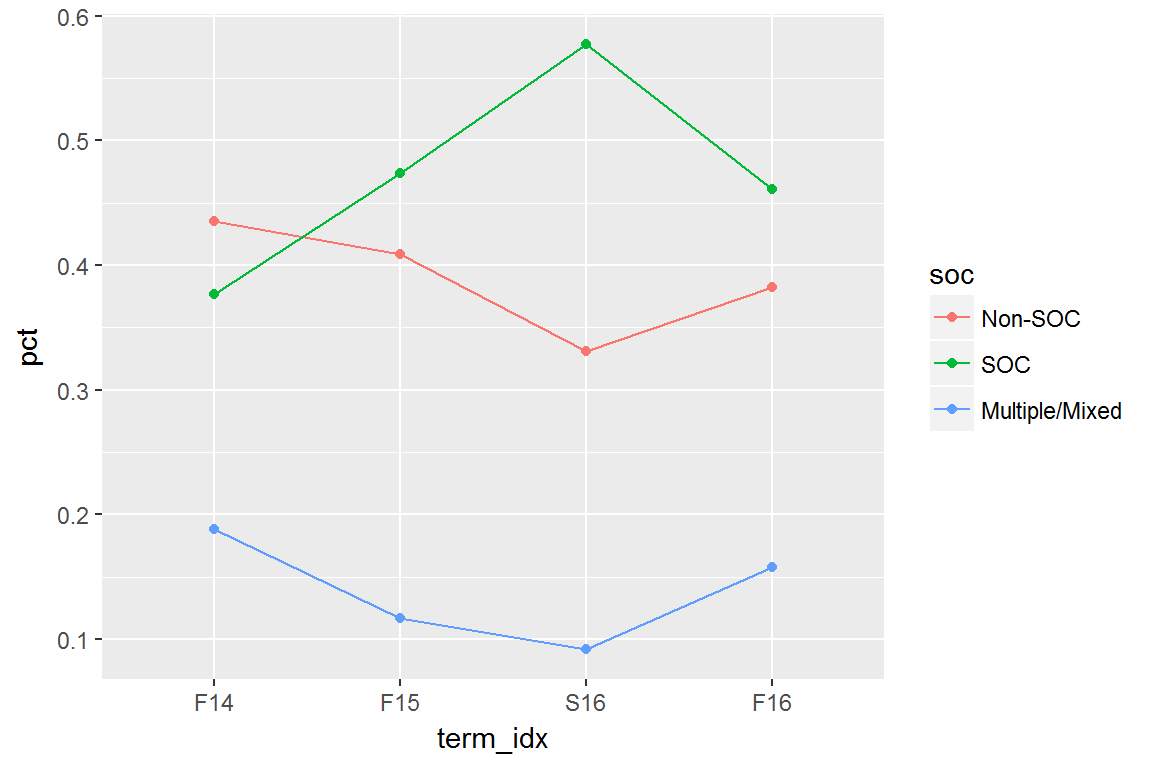 0.6
0.5
0.4
0.3
0.2
0.1
pct
F14 F15 S16 F16
term_idx
soc
Non-SOC
SOC
Multiple/Mixed